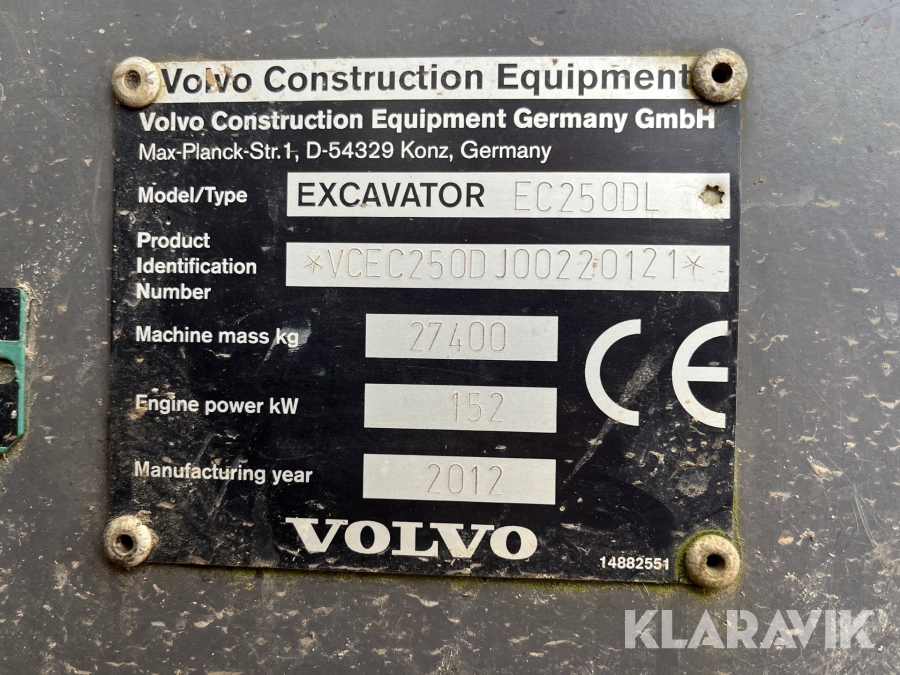 Volvo Construction Equipment
Volvo Construction Equipment Germany GmbH
Max-Planck-Str.1, D-54329 Konz, Germany
Model/Type EXCAVATOR EC250DL
Product Identification Number *VCEC250DJ00220121*
Machine mass kg 27400
Engine power kW 152
Manufacturing year 2012
CE
VOLVO
14882551
KLARAVIK